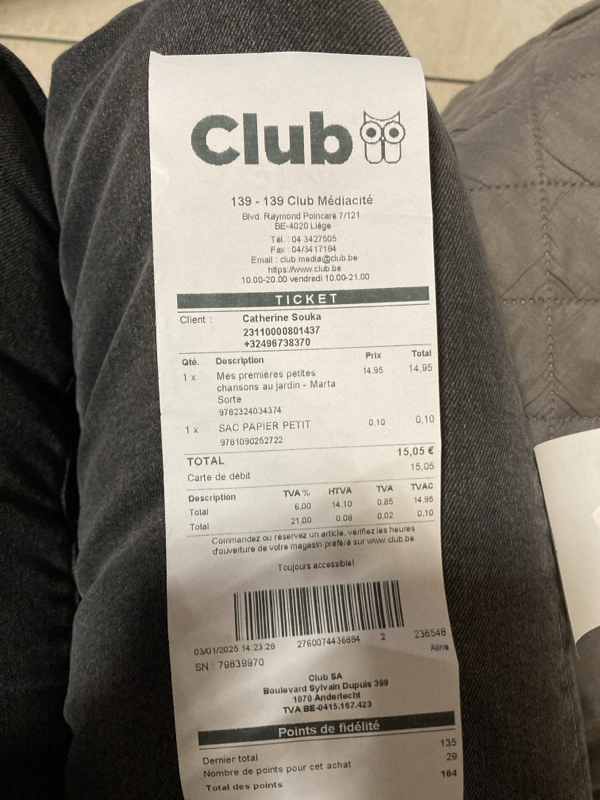 Club
139 - 139 Club Médiacité
Blvd. Raymond Poincaré 7/121
BE-4020 Liège
Tél. : 04 3427505
Fax : 04/3417184
Email : club.media@club.be
https://www.club.be
10.00-20.00 vendredi 10.00-21.00
TICKET
Client : Catherine Souka
23110000801437
+32496738370
Qté. Description Prix Total
1 x Mes premières petites 14,95 14,95
chansons au jardin - Marta
Sorte
9782324034374
1 x SAC PAPIER PETIT 0,10 0,10
9781090252722
TOTAL 15,05 €
Carte de débit 15,05
Description TVA % HTVA TVA TVAC
Total 6,00 14,10 0,85 14,95
Total 21,00 0,08 0,02 0,10
Commandez ou réservez un article, vérifiez les heures
d'ouverture de votre magasin préféré sur www.club.be
Toujours accessible!
03/01/2025 14:23:28 2760074436884 2 236548
Aline
SN : 79839970
Club SA
Boulevard Sylvain Dupuis 399
1070 Anderlecht
TVA BE-0415.167.423
Points de fidélité
Dernier total 135
Nombre de points pour cet achat 29
Total des points 164